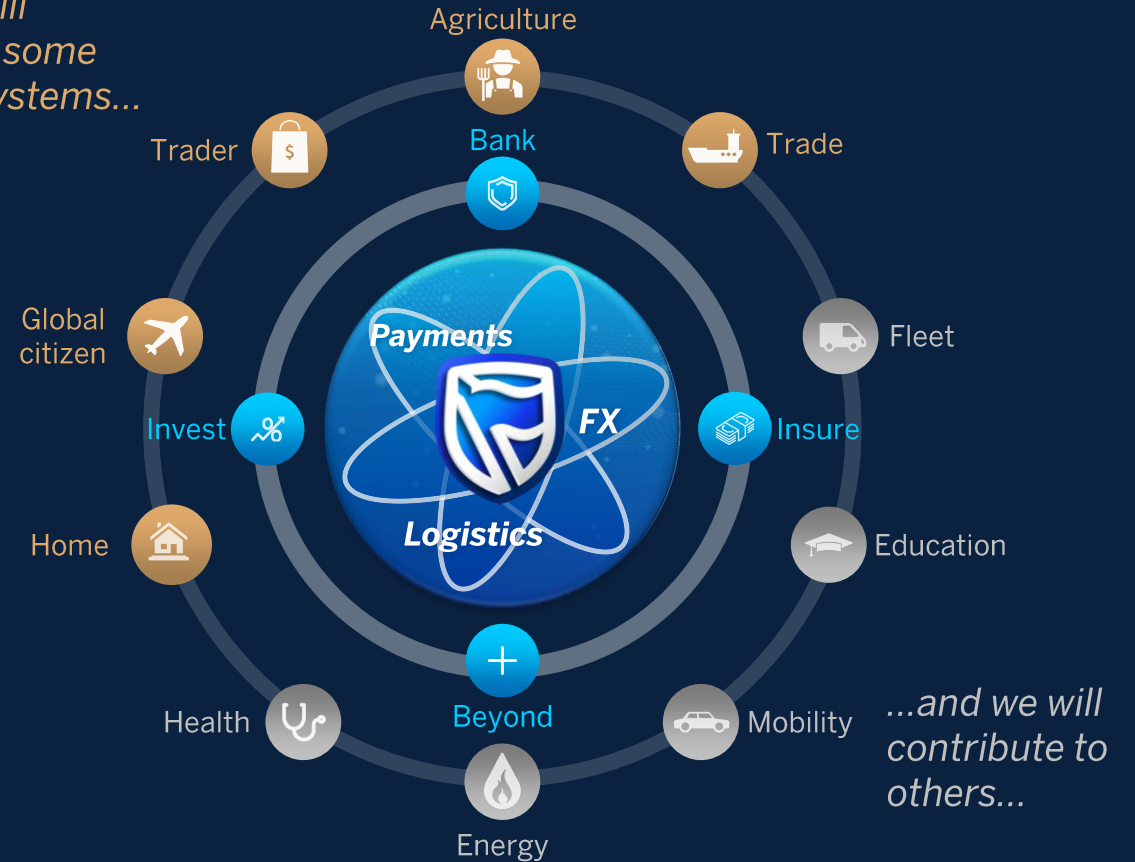 some
Agriculture
Trader
$
Bank
Trade
Global
citizen
Payments
Fleet
Invest
FX
Insure
Logistics
Home
Education
Health
Beyond
Mobility
...and we will
contribute to
others...
Energy